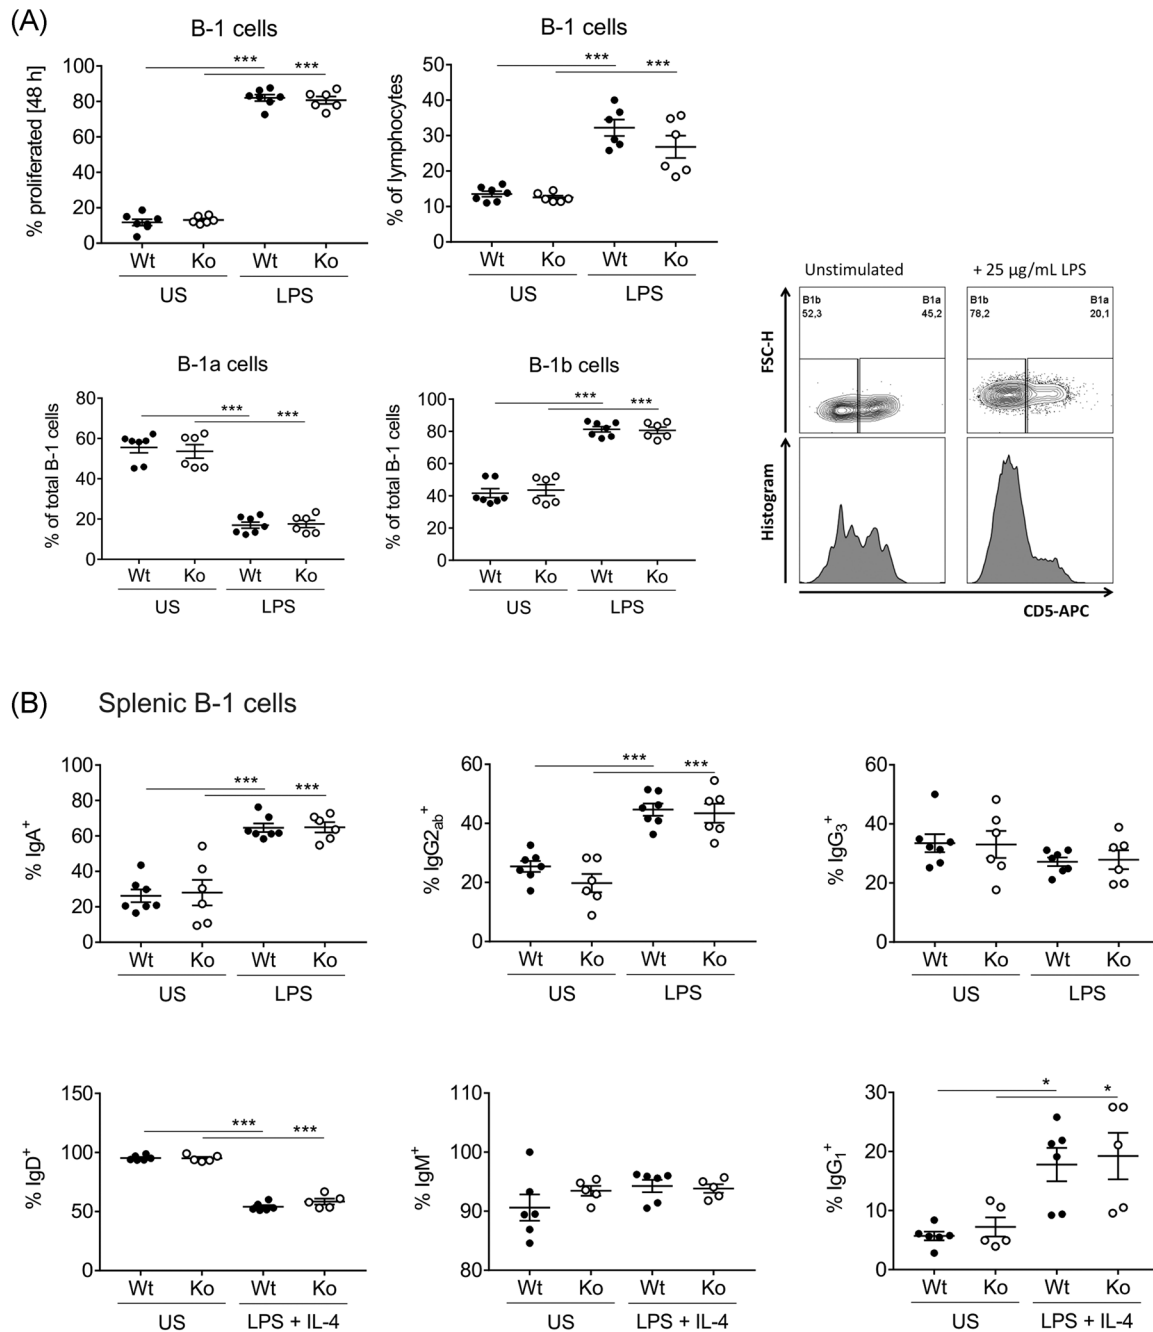 (A)
B-1 cells
% proliferated [48 h]
100
80
60
40
20
0
***
***
Wt Ko Wt Ko
US LPS
B-1 cells
% of lymphocytes
50
40
30
20
10
0
***
***
Wt Ko Wt Ko
US LPS
B-1a cells
% of total B-1 cells
80
60
40
20
0
***
***
Wt Ko Wt Ko
US LPS
B-1b cells
% of total B-1 cells
100
80
60
40
20
0
***
***
Wt Ko Wt Ko
US LPS
Unstimulated
+ 25 µg/mL LPS
FSC-H
B1b B1a
52,3 45,2
B1b B1a
78,2 20,1
Histogram
CD5-APC
(B) Splenic B-1 cells
% IgA+
100
80
60
40
20
0
***
***
Wt Ko Wt Ko
US LPS
% IgG2ab+
60
40
20
0
***
***
Wt Ko Wt Ko
US LPS
% IgG3+
60
40
20
0
Wt Ko Wt Ko
US LPS
% IgD+
150
100
50
0
***
***
Wt Ko Wt Ko
US LPS + IL-4
% IgM+
110
100
90
80
Wt Ko Wt Ko
US LPS + IL-4
% IgG1+
30
20
10
0
*
*
Wt Ko Wt Ko
US LPS + IL-4